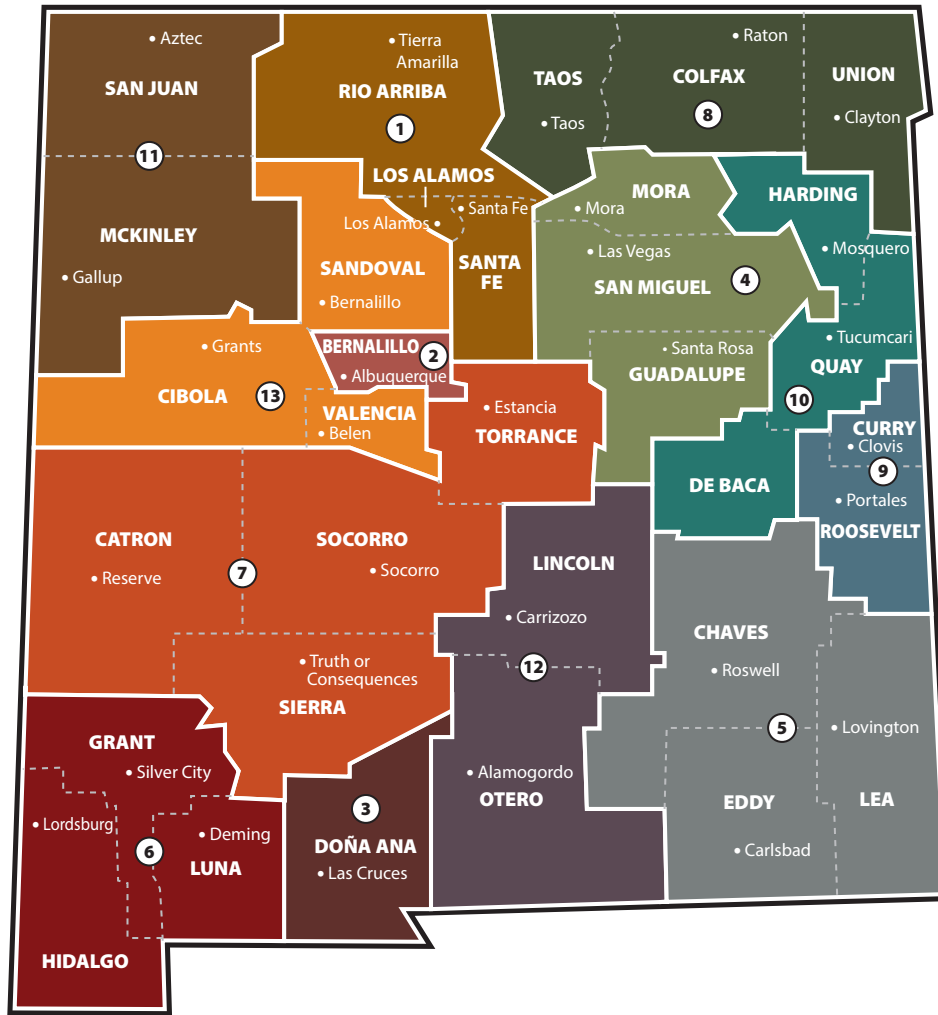 Aztec
SAN JUAN
Tierra
Amarilla
RIO ARRIBA
1
TAOS
Taos
Raton
COLFAX
8
UNION
Clayton
11
MCKINLEY
Gallup
LOS ALAMOS
Los Alamos
Santa Fe
SANTA
FE
SANDOVAL
Bernalillo
MORA
Mora
Las Vegas
SAN MIGUEL
4
HARDING
Mosquero
Grants
CIBOLA
13
BERNALILLO
2
Albuquerque
VALENCIA
Belen
Estancia
TORRANCE
Santa Rosa
GUADALUPE
Tucumcari
QUAY
10
CURRY
Clovis
9
Portales
ROOSEVELT
DE BACA
CATRON
Reserve
7
SOCORRO
Socorro
LINCOLN
Carrizozo
12
CHAVES
Roswell
Truth or
Consequences
SIERRA
5
Lovington
LEA
GRANT
Silver City
Lordsburg
6
Deming
LUNA
HIDALGO
3
DOÑA ANA
Las Cruces
Alamogordo
OTERO
EDDY
Carlsbad